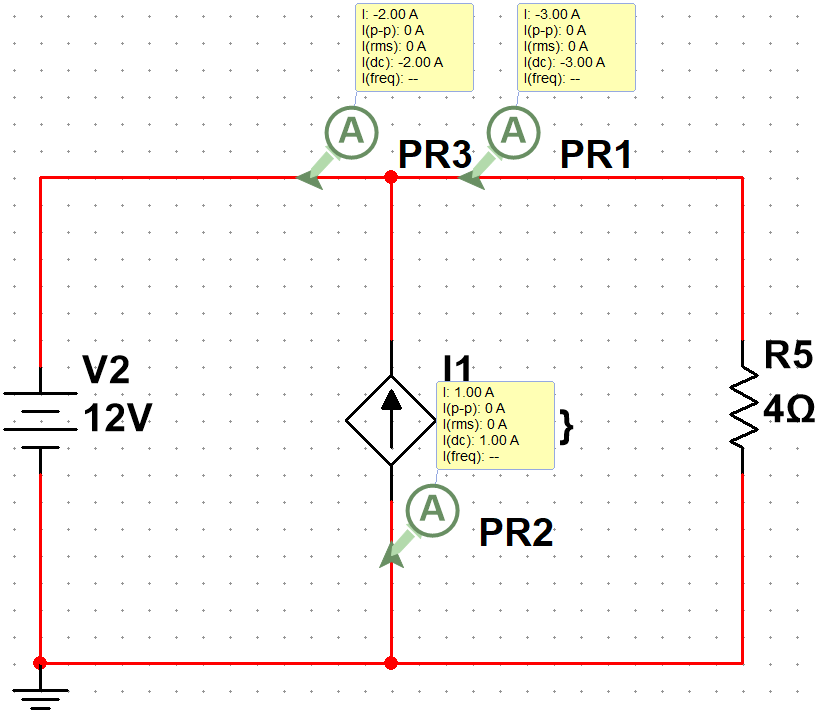 I: -2.00 A
I(p-p): 0 A
I(rms): 0 A
I(dc): -2.00 A
I(freq): --
I: -3.00 A
I(p-p): 0 A
I(rms): 0 A
I(dc): -3.00 A
I(freq): --
A
A
PR3
PR1
V2
12V
I1
I: 1.00 A
I(p-p): 0 A
I(rms): 0 A
I(dc): 1.00 A
I(freq): --
}
R5
4Ω
A
PR2